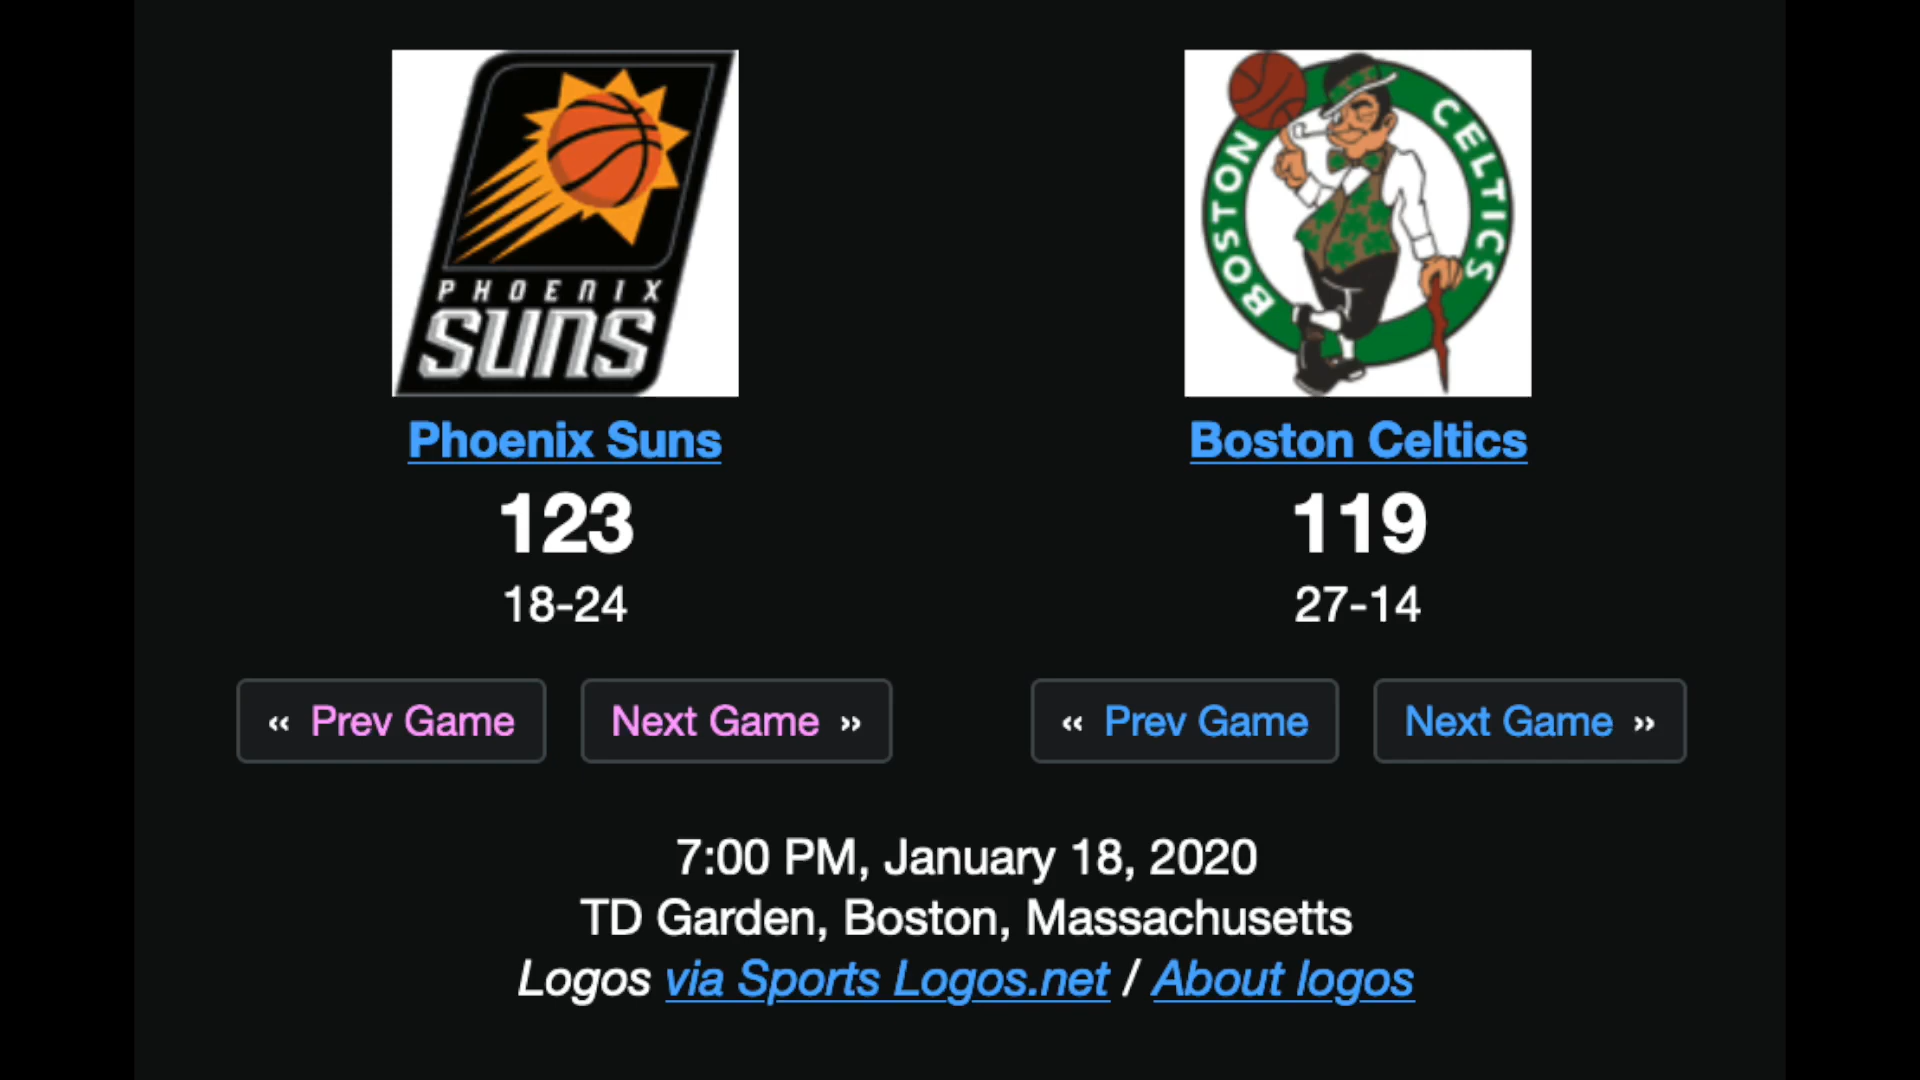 PHOENIX
SUNS
BOSTON CELTICS
Phoenix Suns
123
18-24
« Prev Game
Next Game »
Boston Celtics
119
27-14
« Prev Game
Next Game »
7:00 PM, January 18, 2020
TD Garden, Boston, Massachusetts
Logos via Sports Logos.net / About logos